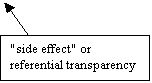 "side effect" or
referential transparency